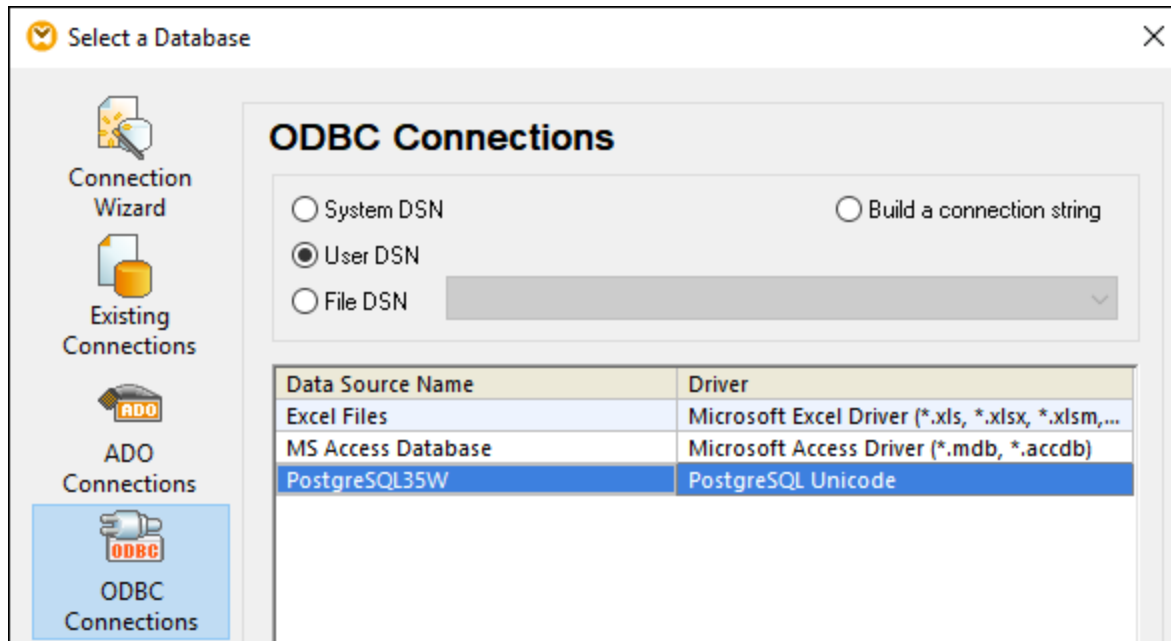 Select a Database
Connection
Wizard
Existing
Connections
ADO
ADO
Connections
ODBC
ODBC
Connections
ODBC Connections
System DSN
Build a connection string
User DSN
File DSN
Data Source Name Driver
Excel Files Microsoft Excel Driver (*.xls, *.xlsx, *.xlsm,...
MS Access Database Microsoft Access Driver (*.mdb, *.accdb)
PostgreSQL35W PostgreSQL Unicode